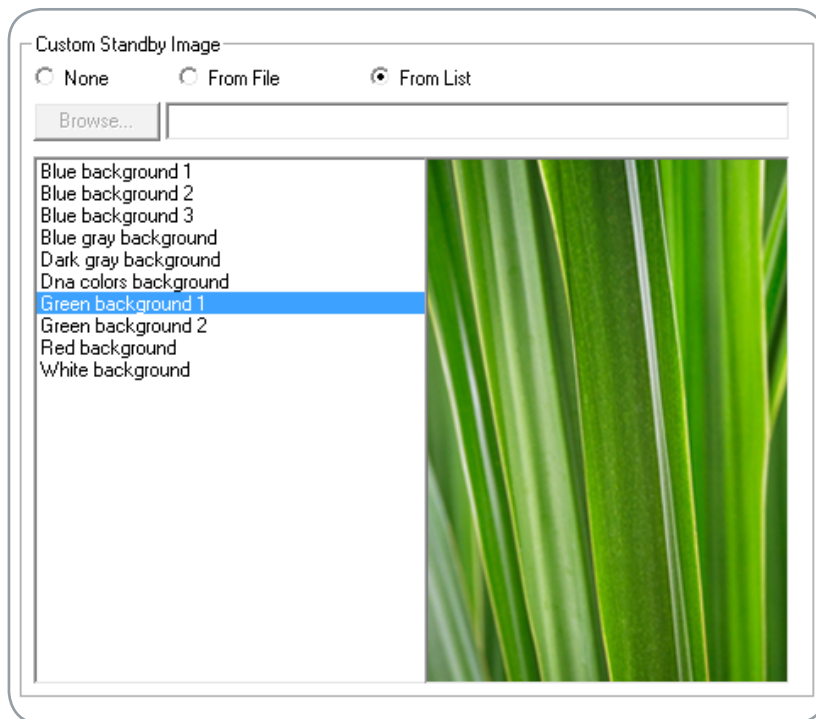 Custom Standby Image
None From File From List
Browse...
Blue background 1
Blue background 2
Blue background 3
Blue gray background
Dark gray background
Dna colors background
Green background 1
Green background 2
Red background
White background